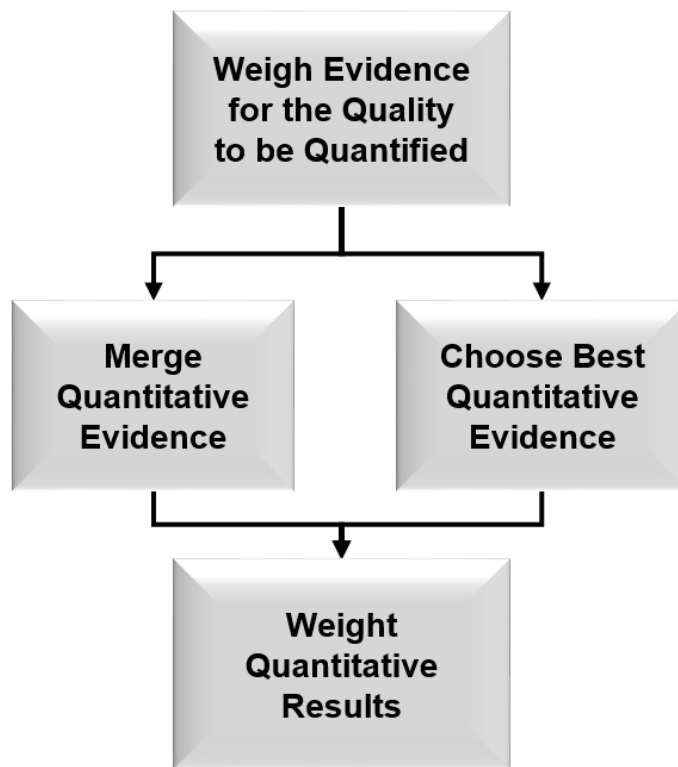 Weigh Evidence
for the Quality
to be Quantified
Merge
Quantitative
Evidence
Choose Best
Quantitative
Evidence
Weight
Quantitative
Results